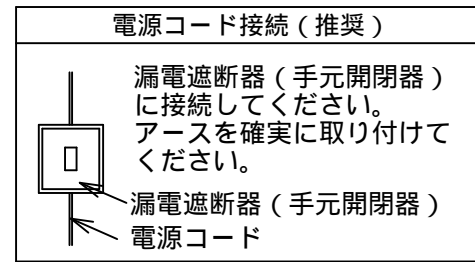 電源コード接続(推奨)
漏電遮断器(手元開閉器)
に接続してください。
アースを確実に取り付けて
ください。
漏電遮断器(手元開閉器)
電源コード